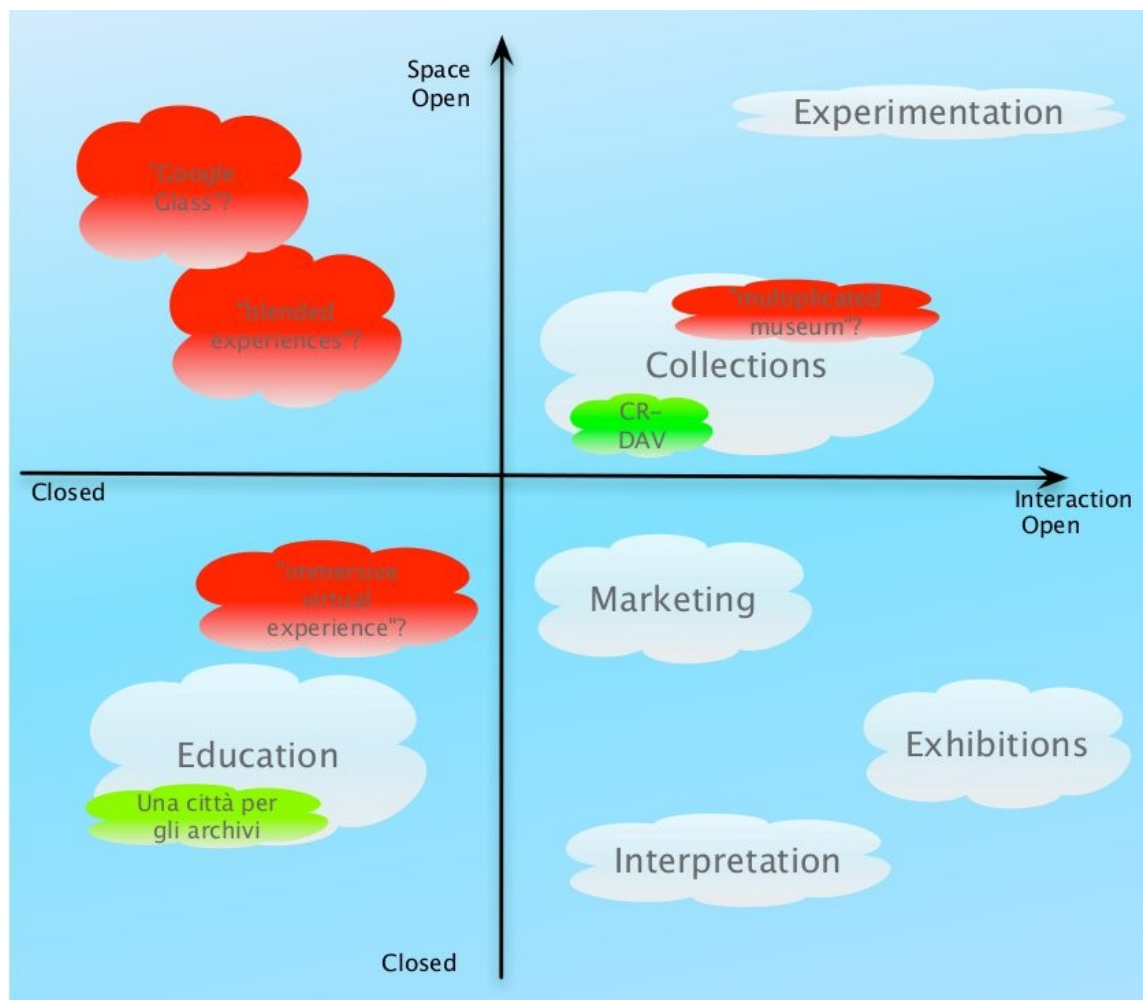 Space
Open
Experimentation
"Google
Glass"?
"blended
experiences"?
"multiplicated
museum"?
Collections
CR-
DAV
Closed
Interaction
Open
"immersive
virtual
experience"?
Marketing
Education
Exhibitions
Una città per
gli archivi
Interpretation
Closed